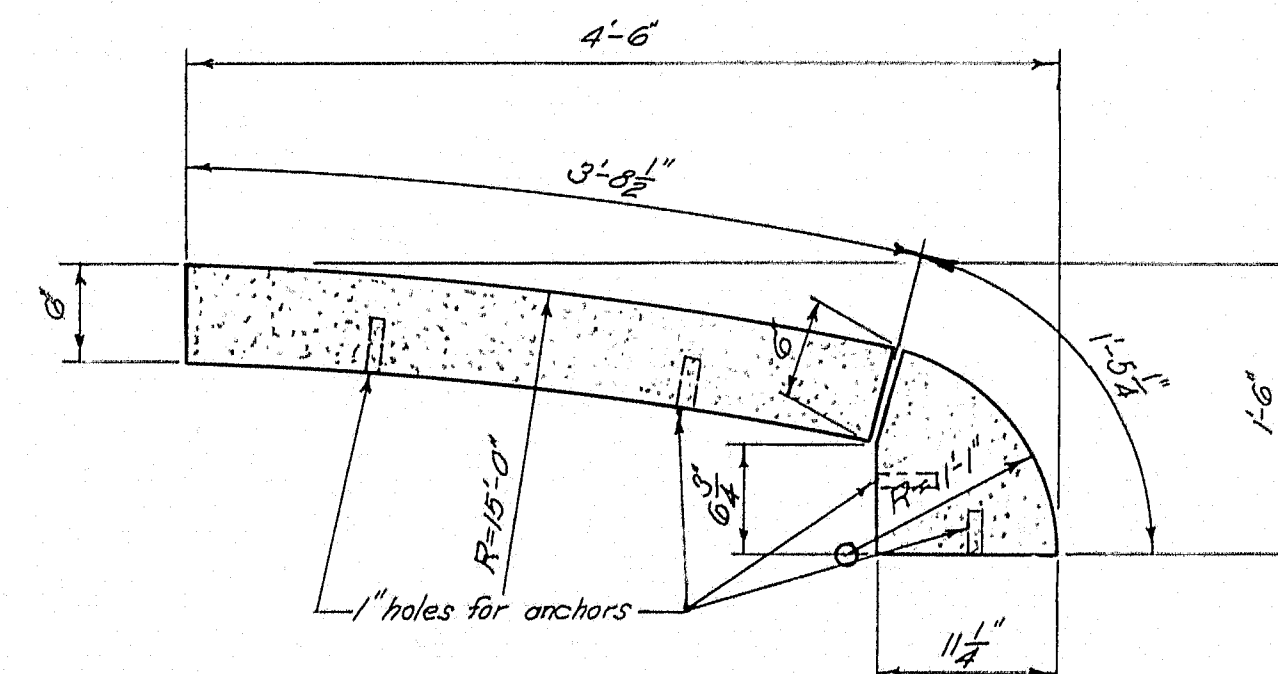 4'-6"
3'-8 1/2"
6"
6"
1'-5 1/4"
1'-6"
6 3/4"
R=1'-1"
R=15'-0"
1" holes for anchors
11 1/4"